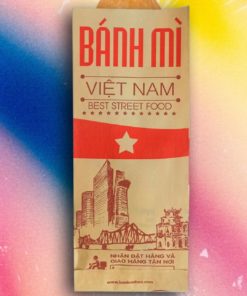 BÁNH MÌ
VIỆT NAM
BEST STREET FOOD
NHẬN ĐẶT HÀNG VÀ
GIAO HÀNG TẬN NƠI